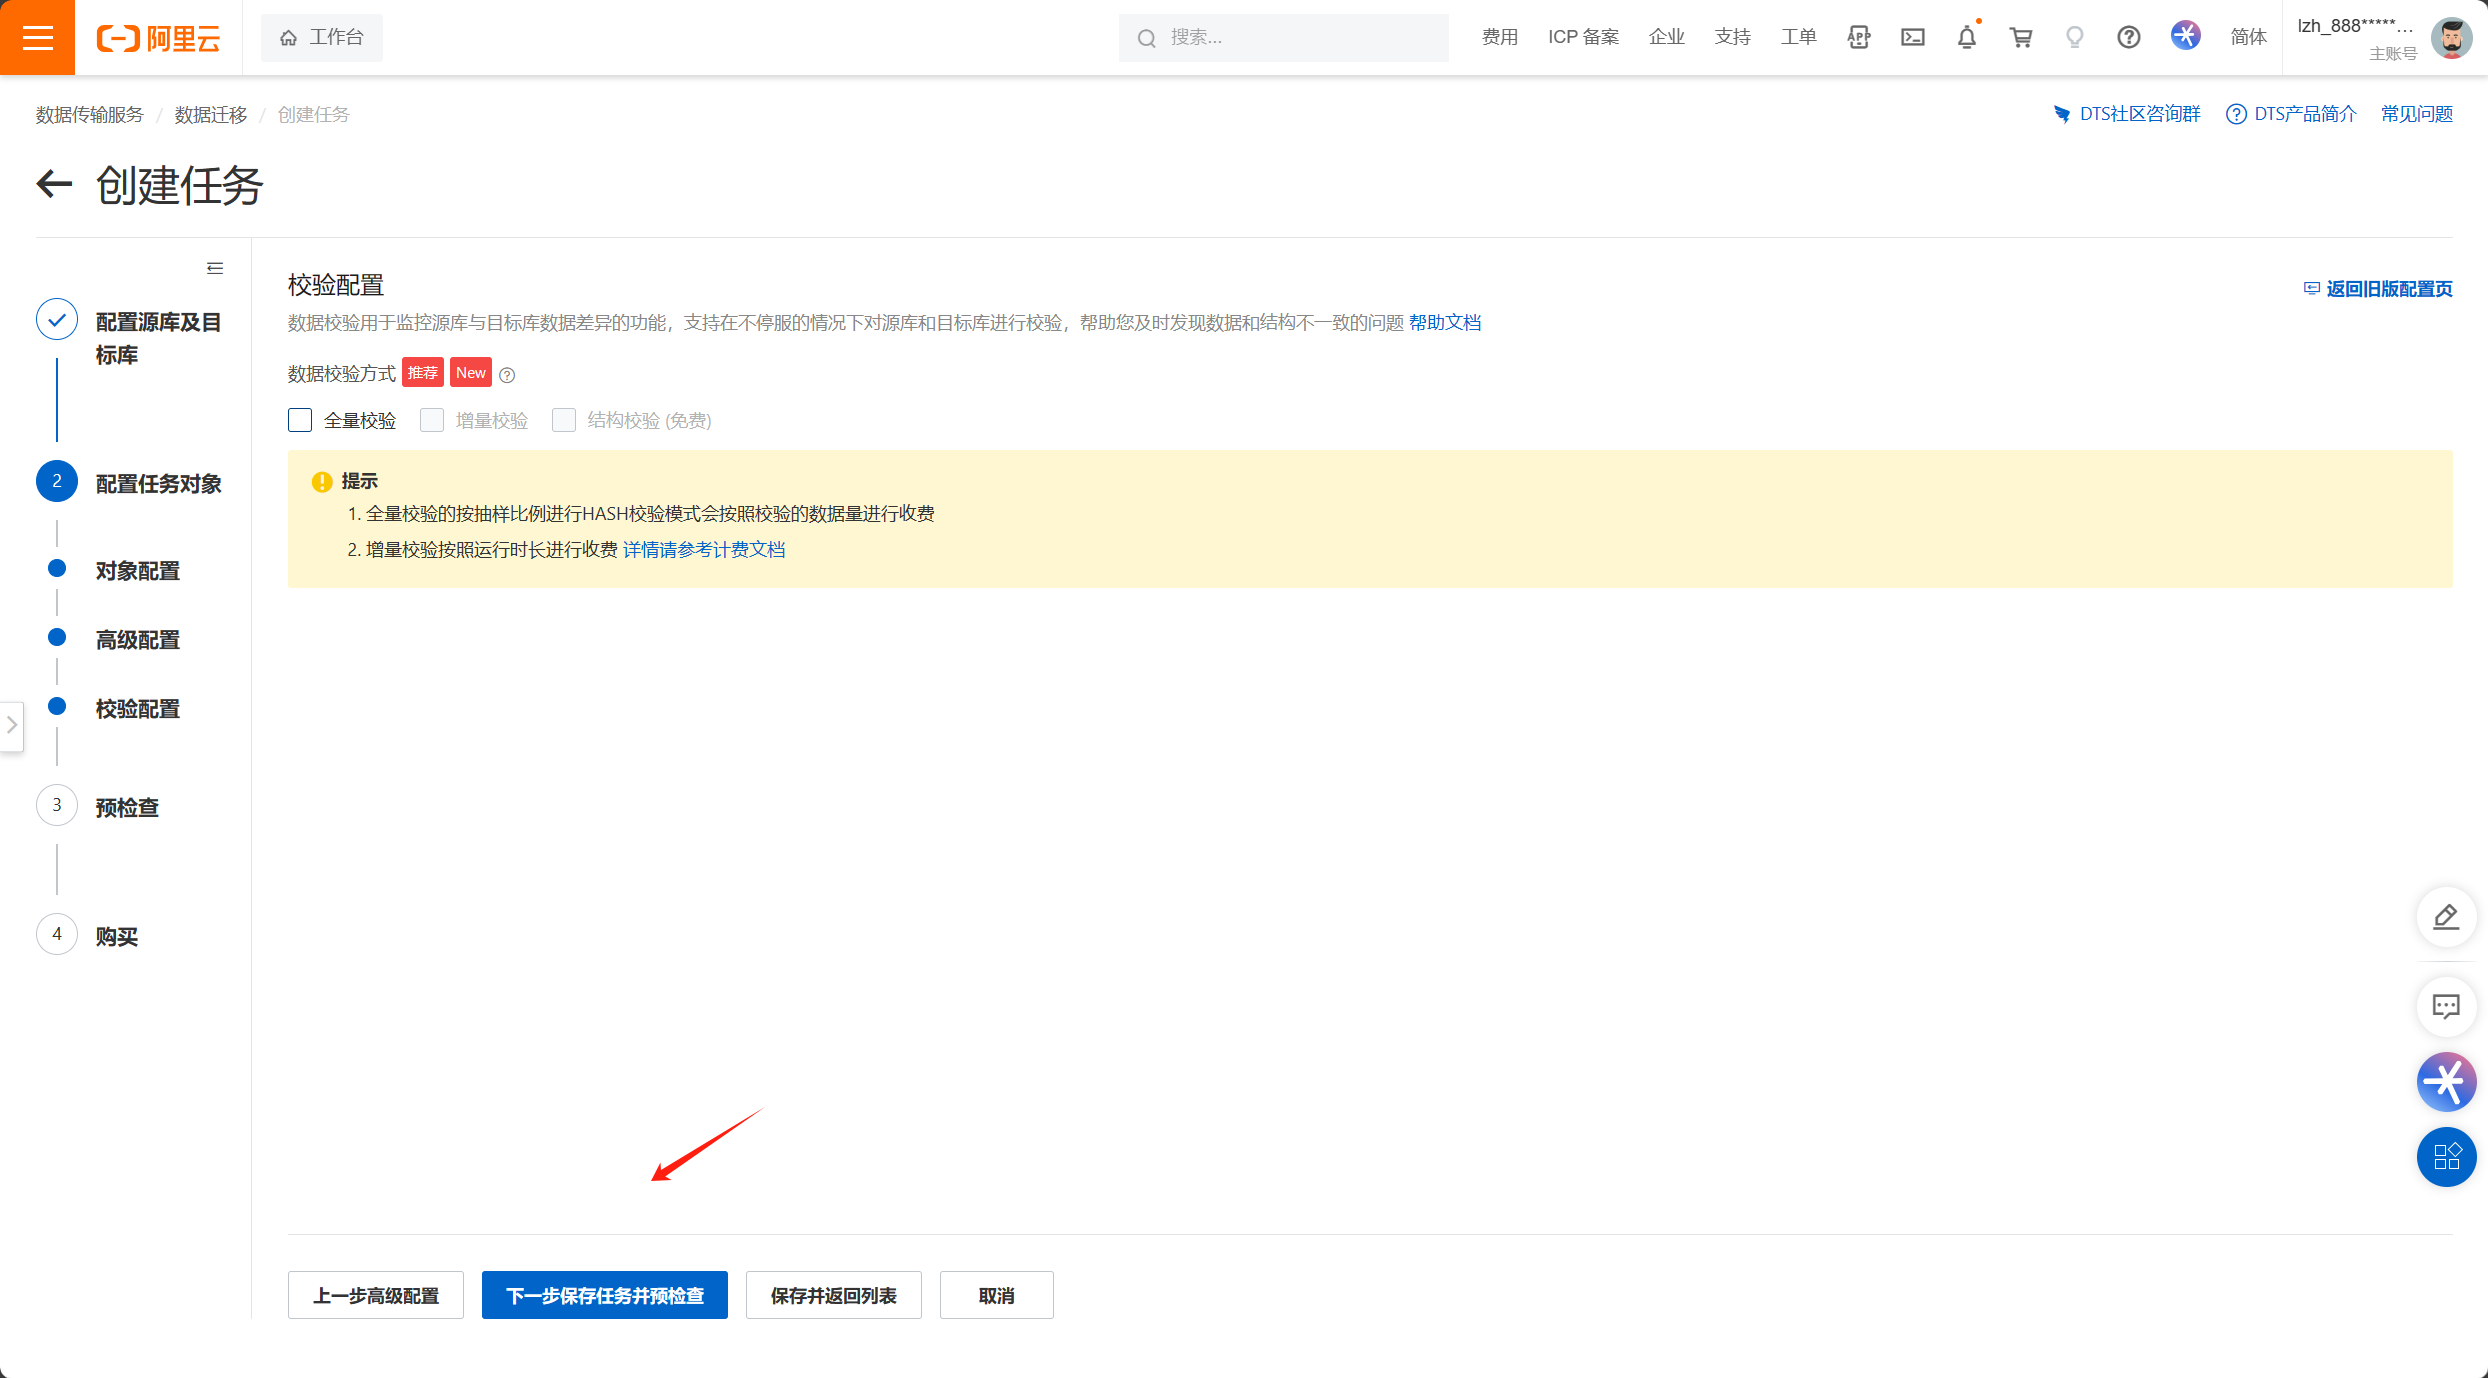 阿里云
工作台
搜索...
费用
ICP 备案
企业
支持
工单
APP
简体
lzh_888*****...
主账号
数据传输服务 / 数据迁移 / 创建任务
DTS社区咨询群
DTS产品简介
常见问题
创建任务
配置源库及目
标库
2 配置任务对象
对象配置
高级配置
校验配置
3 预检查
4 购买
校验配置
返回旧版配置页
数据校验用于监控源库与目标库数据差异的功能，支持在不停服的情况下对源库和目标库进行校验，帮助您及时发现数据和结构不一致的问题 帮助文档
数据校验方式 推荐 New
全量校验 增量校验 结构校验 (免费)
提示
1. 全量校验的按抽样比例进行HASH校验模式会按照校验的数据量进行收费
2. 增量校验按照运行时长进行收费 详情请参考计费文档
上一步高级配置
下一步保存任务并预检查
保存并返回列表
取消